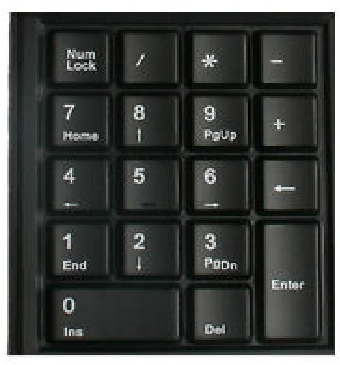 Num Lock / * -
7 Home 8 ↑ 9 PgUp +
4 ← 5 6 → ←
1 End 2 ↓ 3 PgDn Enter
0 Ins Del